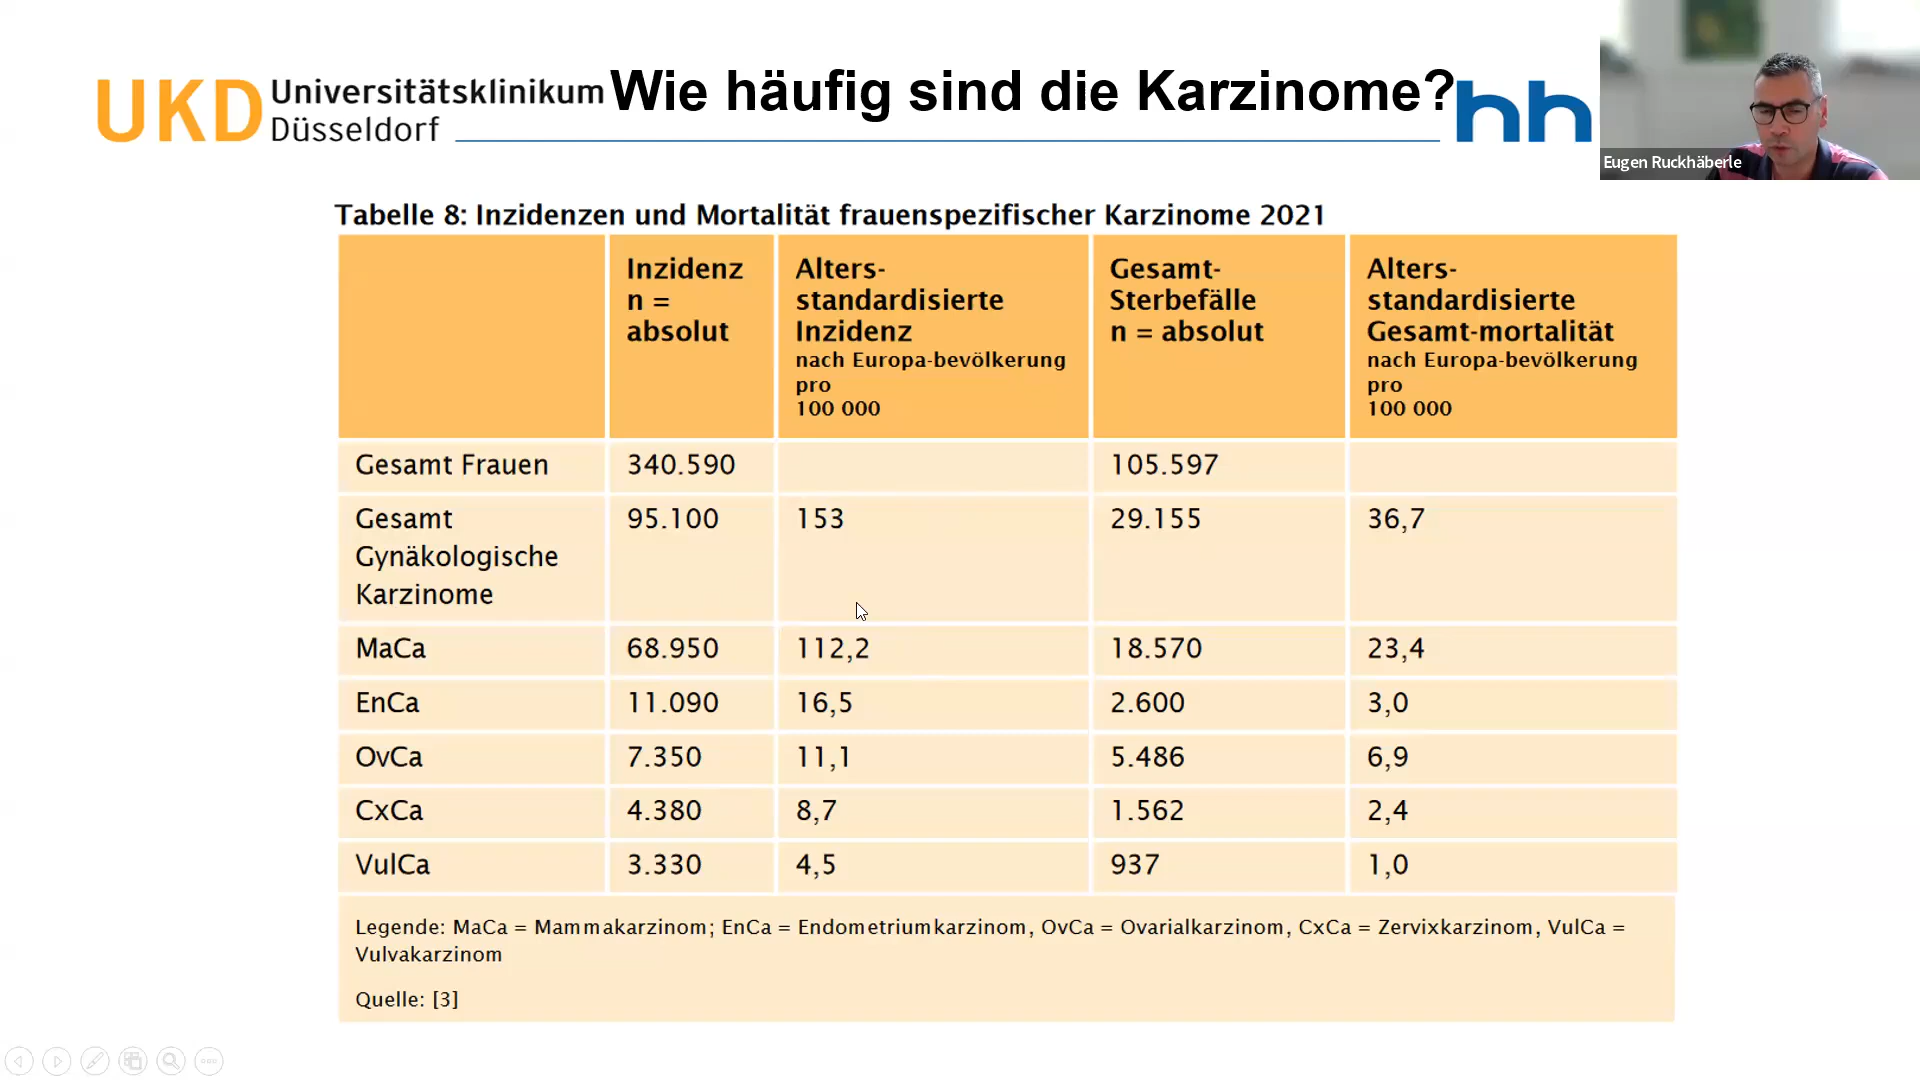 UKD Universitätsklinikum
Düsseldorf
Wie häufig sind die Karzinome?
hh
Eugen Ruckhäberle
Tabelle 8: Inzidenzen und Mortalität frauenspezifischer Karzinome 2021
Inzidenz
n =
absolut
Alters-
standardisierte
Inzidenz
nach Europa-bevölkerung
pro
100 000
Gesamt-
Sterbefälle
n = absolut
Alters-
standardisierte
Gesamt-mortalität
nach Europa-bevölkerung
pro
100 000
Gesamt Frauen 340.590 105.597
Gesamt
Gynäkologische
Karzinome
95.100 153 29.155 36,7
MaCa 68.950 112,2 18.570 23,4
EnCa 11.090 16,5 2.600 3,0
OvCa 7.350 11,1 5.486 6,9
CxCa 4.380 8,7 1.562 2,4
VulCa 3.330 4,5 937 1,0
Legende: MaCa = Mammakarzinom; EnCa = Endometriumkarzinom, OvCa = Ovarialkarzinom, CxCa = Zervixkarzinom, VulCa =
Vulvakarzinom
Quelle: [3]